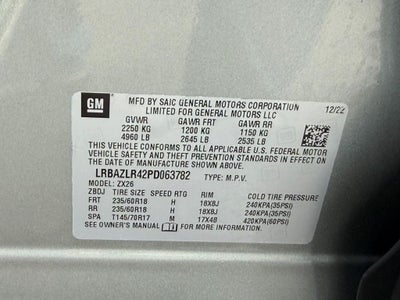 GM
MFD BY SAIC GENERAL MOTORS CORPORATION
LIMITED FOR GENERAL MOTORS LLC
12/22
GVWR GAWR FRT GAWR RR
2250 KG 1200 KG 1150 KG
4960 LB 2645 LB 2535 LB
THIS VEHICLE CONFORMS TO ALL APPLICABLE U.S. FEDERAL MOTOR
VEHICLE SAFETY AND THEFT PREVENTION STANDARDS IN EFFECT ON
THE DATE OF MANUFACTURE SHOWN ABOVE.
LRBAZLR42PD063782 TYPE: M.P.V.
MODEL: ZX26
ZBDJ TIRE SIZE SPEED RTG RIM COLD TIRE PRESSURE
FRT 235/60R18 H 18X8J 240KPA(35PSI)
RR 235/60R18 H 18X8J 240KPA(35PSI)
SPA T145/70R17 M 17X4B 420KPA(60PSI)
SEE OWNER'S MANUAL FOR MORE INFORMATION.